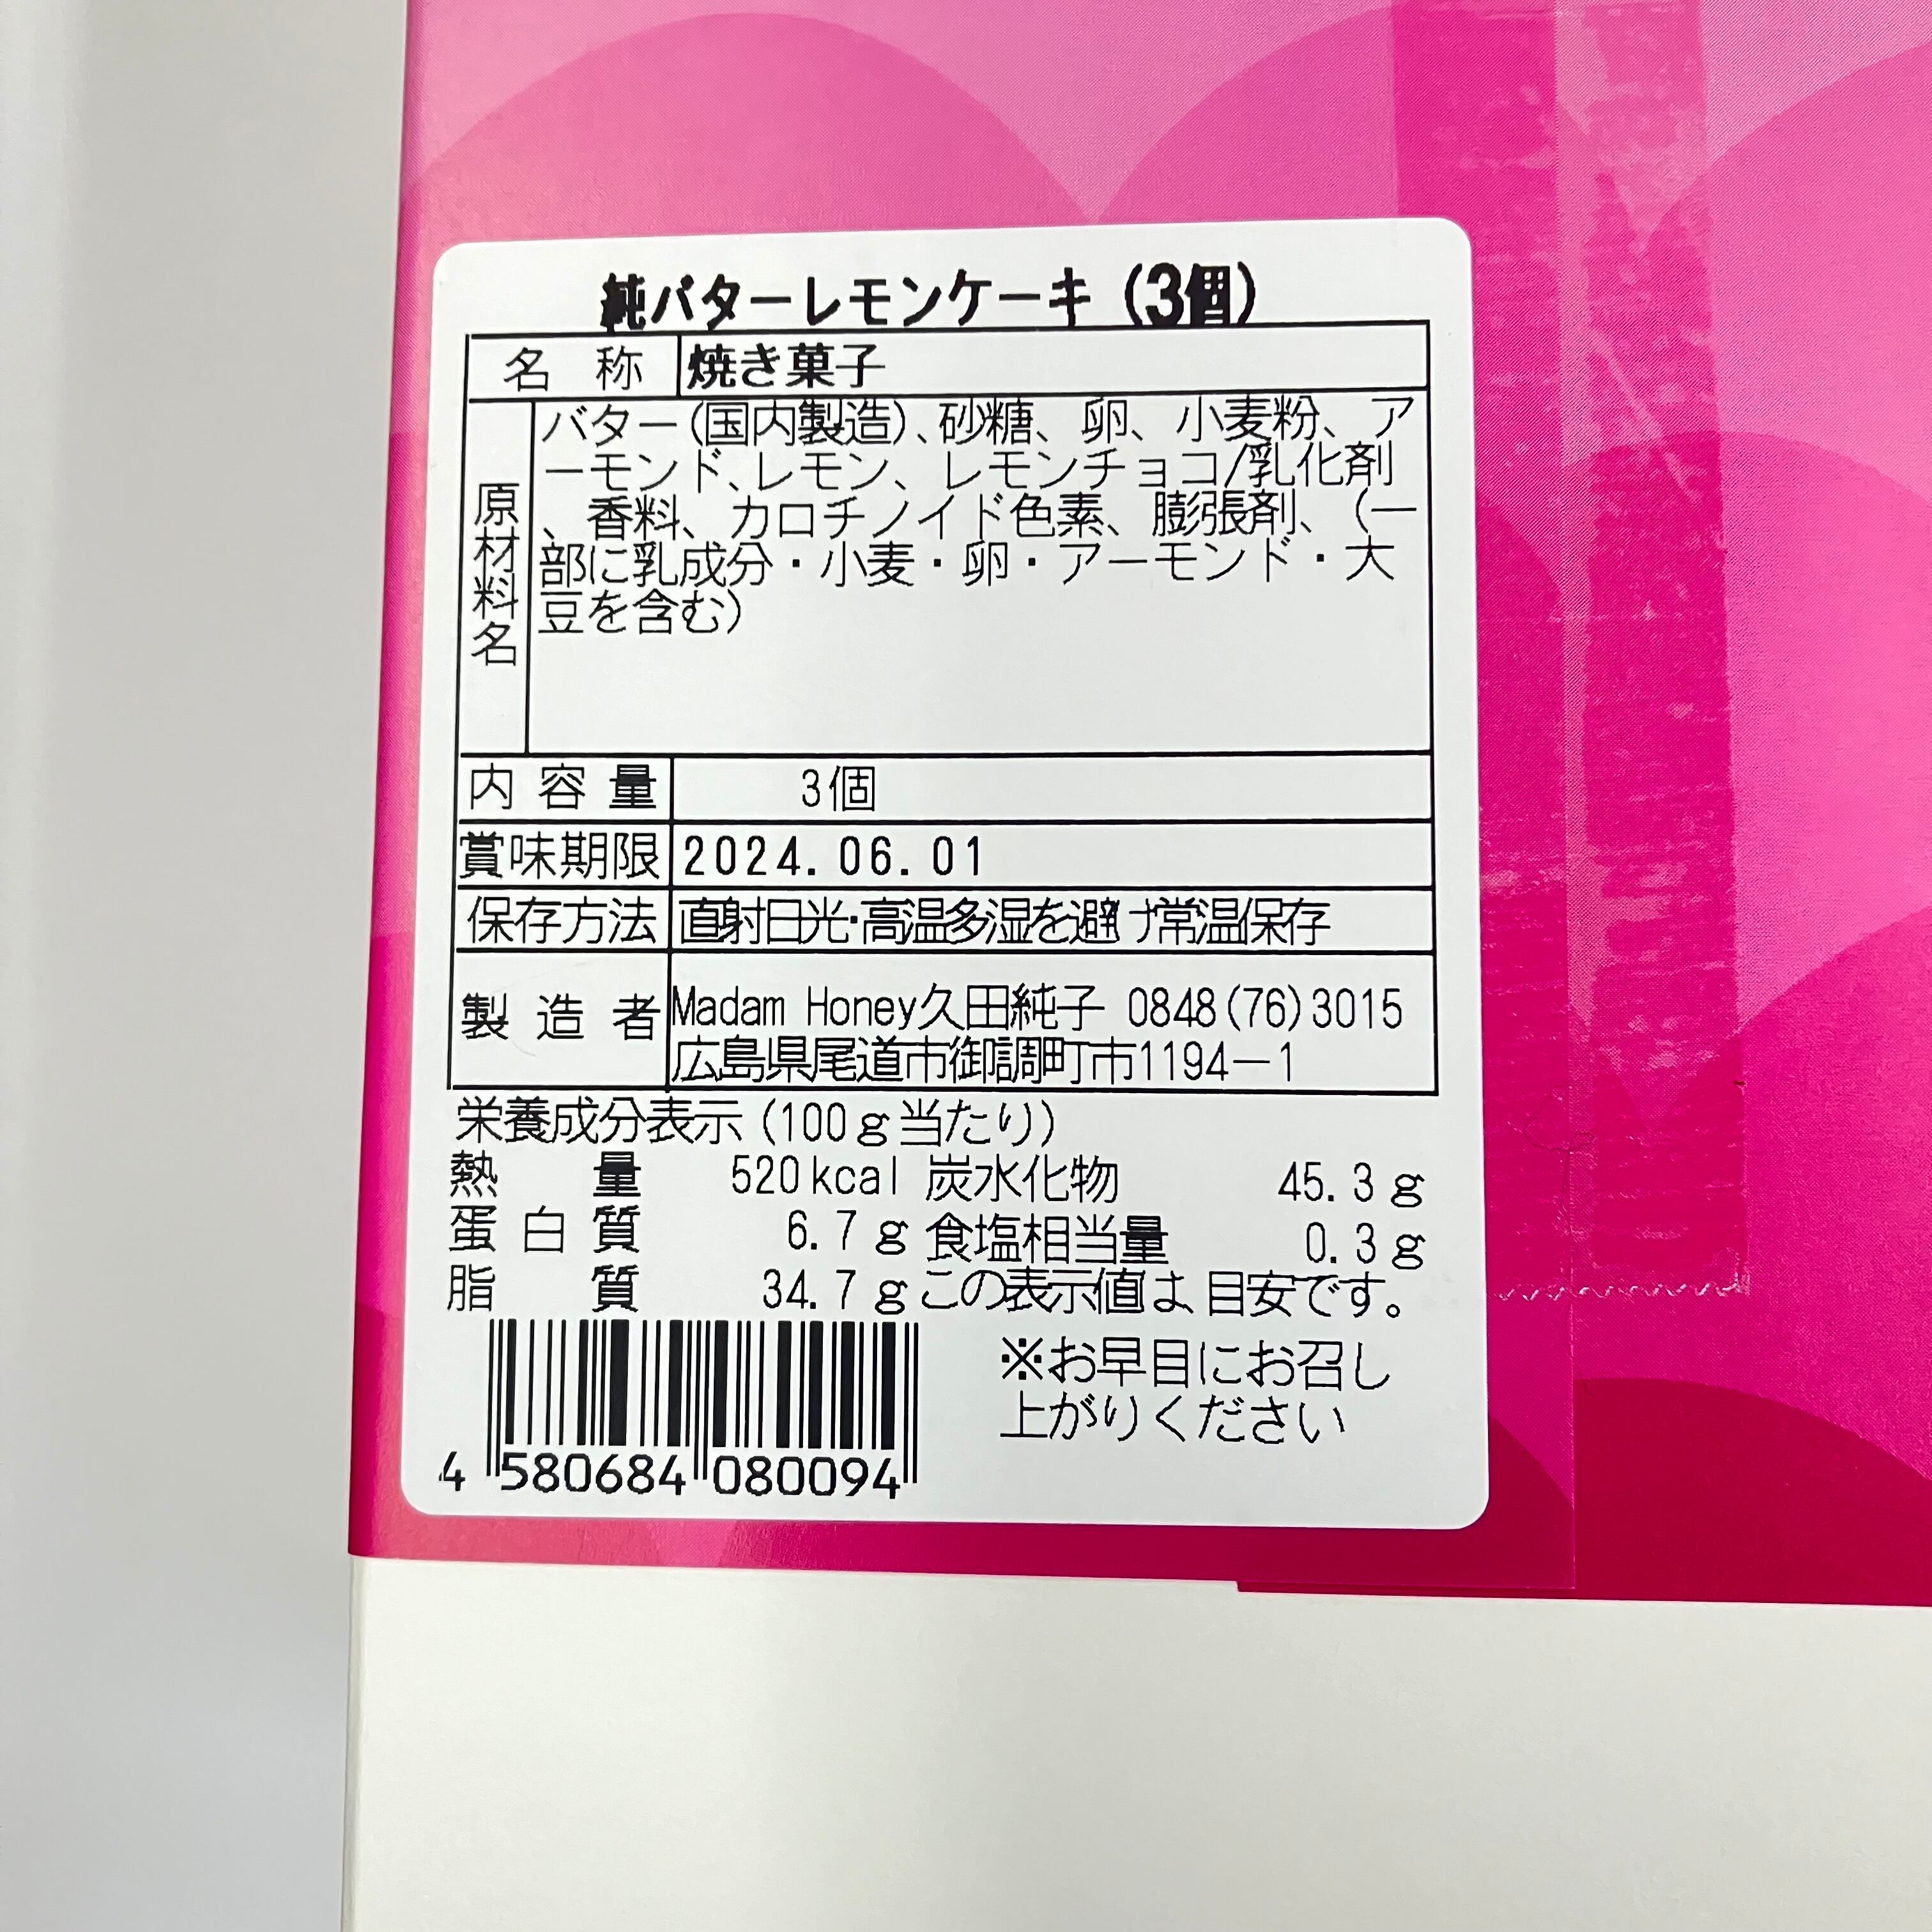 純バターレモンケーキ (3個)
名 称 焼き菓子
原材料名 バター(国内製造)、砂糖、卵、小麦粉、ア
ーモンド、レモン、レモンチョコ/乳化剤
、香料、カロチノイド色素、膨張剤、(一
部に乳成分・小麦・卵・アーモンド・大
豆を含む)
内 容 量 3個
賞味期限 2024.06.01
保存方法 直射日光・高温多湿を避け常温保存
製 造 者 Madam Honey久田純子 0848(76)3015
広島県尾道市御調町市1194－1
栄養成分表示(100g当たり)
熱 量 520kcal 炭水化物 45.3g
蛋 白 質 6.7g 食塩相当量 0.3g
脂 質 34.7g この表示値は目安です。
※お早目にお召し
上がりください
4 580684 080094